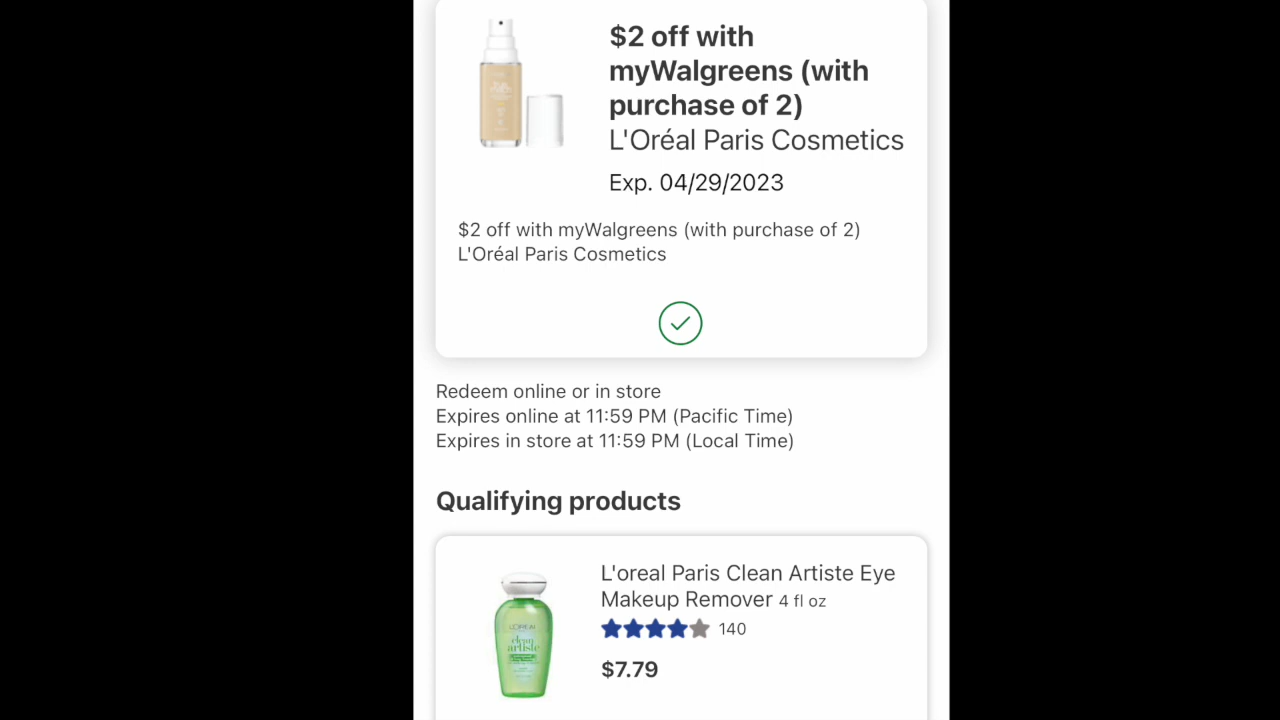 $2 off with
myWalgreens (with
purchase of 2)
L'Oréal Paris Cosmetics
Exp. 04/29/2023
$2 off with myWalgreens (with purchase of 2)
L'Oréal Paris Cosmetics
Redeem online or in store
Expires online at 11:59 PM (Pacific Time)
Expires in store at 11:59 PM (Local Time)
Qualifying products
L'oreal Paris Clean Artiste Eye
Makeup Remover 4 fl oz
140
$7.79
L'ORÉAL
clean
artiste